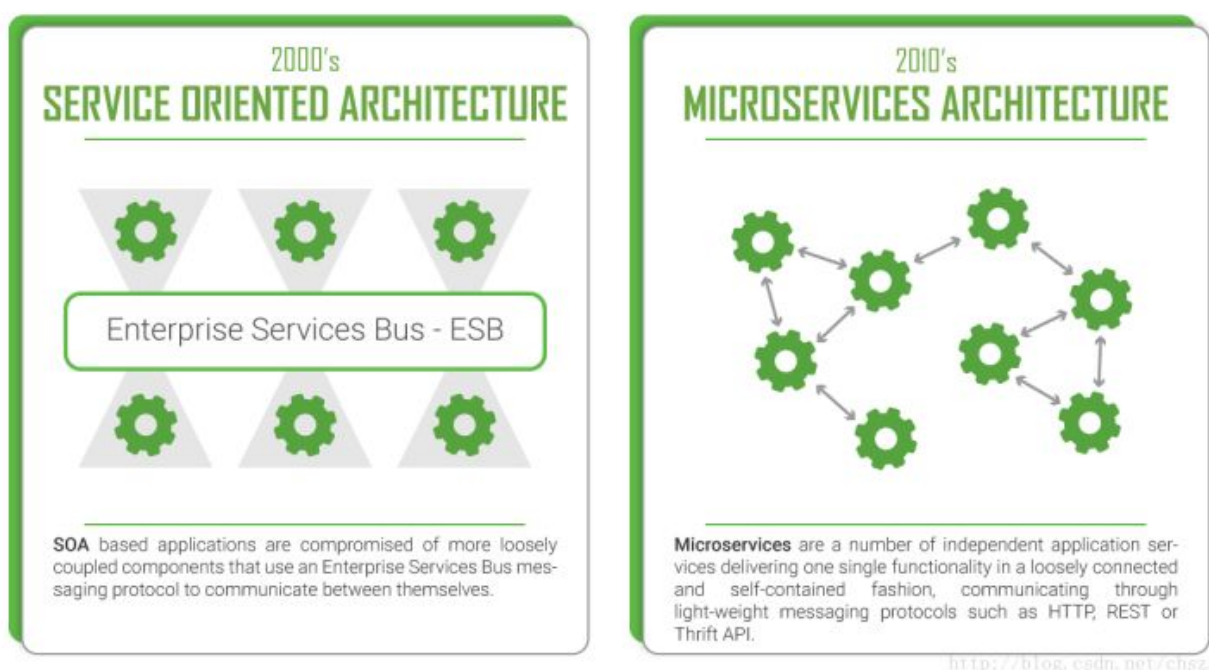 2000's
SERVICE ORIENTED ARCHITECTURE
Enterprise Services Bus - ESB
SOA based applications are compromised of more loosely
coupled components that use an Enterprise Services Bus mes-
saging protocol to communicate between themselves.
2010's
MICROSERVICES ARCHITECTURE
Microservices are a number of independent application ser-
vices delivering one single functionality in a loosely connected
and self-contained fashion, communicating through
light-weight messaging protocols such as HTTP, REST or
Thrift API.
http://blog.csdn.net/chsz